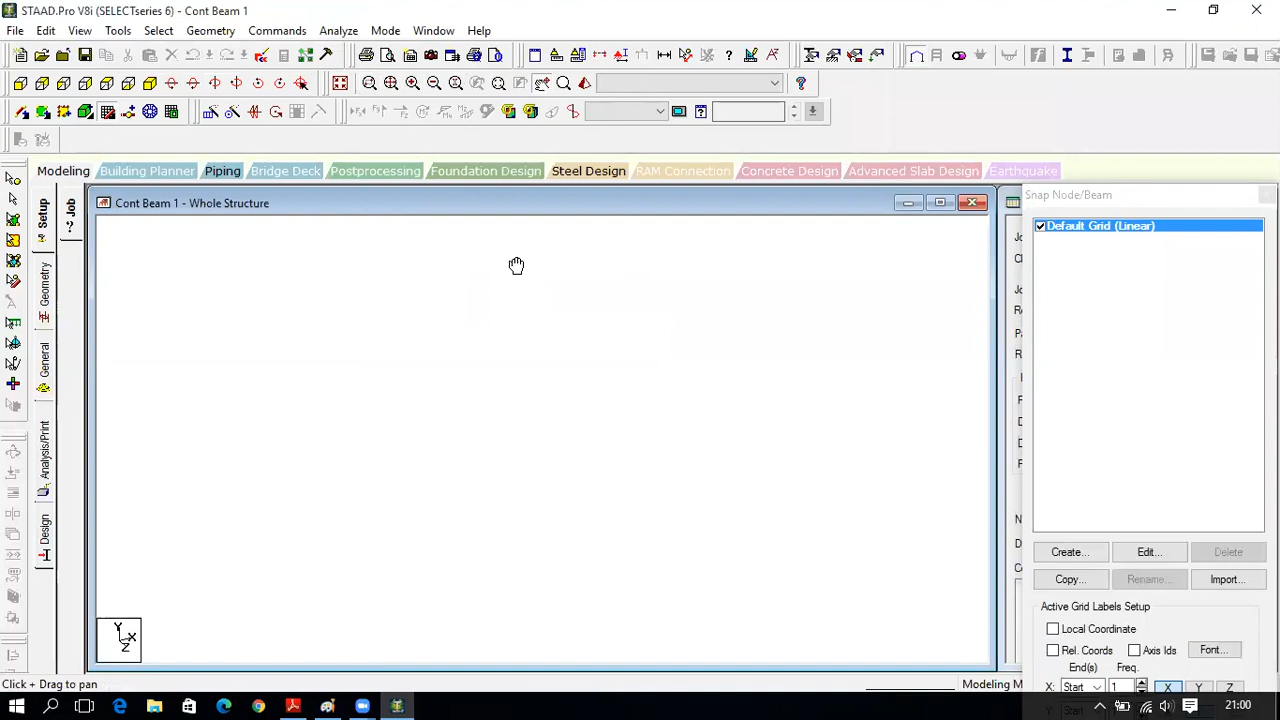 STAAD.Pro V8i (SELECTseries 6) - Cont Beam 1
File Edit View Tools Select Geometry Commands Analyze Mode Window Help
Modeling Building Planner Piping Bridge Deck Postprocessing Foundation Design Steel Design RAM Connection Concrete Design Advanced Slab Design Earthquake
Setup
Geometry
General
Analysis/Print
Design
Job
Cont Beam 1 - Whole Structure
Y
X
Z
Snap Node/Beam
Default Grid (Linear)
Create... Edit... Delete
Copy... Rename... Import...
Active Grid Labels Setup
Local Coordinate
Rel. Coords Axis Ids Font...
End(s) Freq.
X: Start 1 X Y Z
Click + Drag to pan
Modeling M
21:00